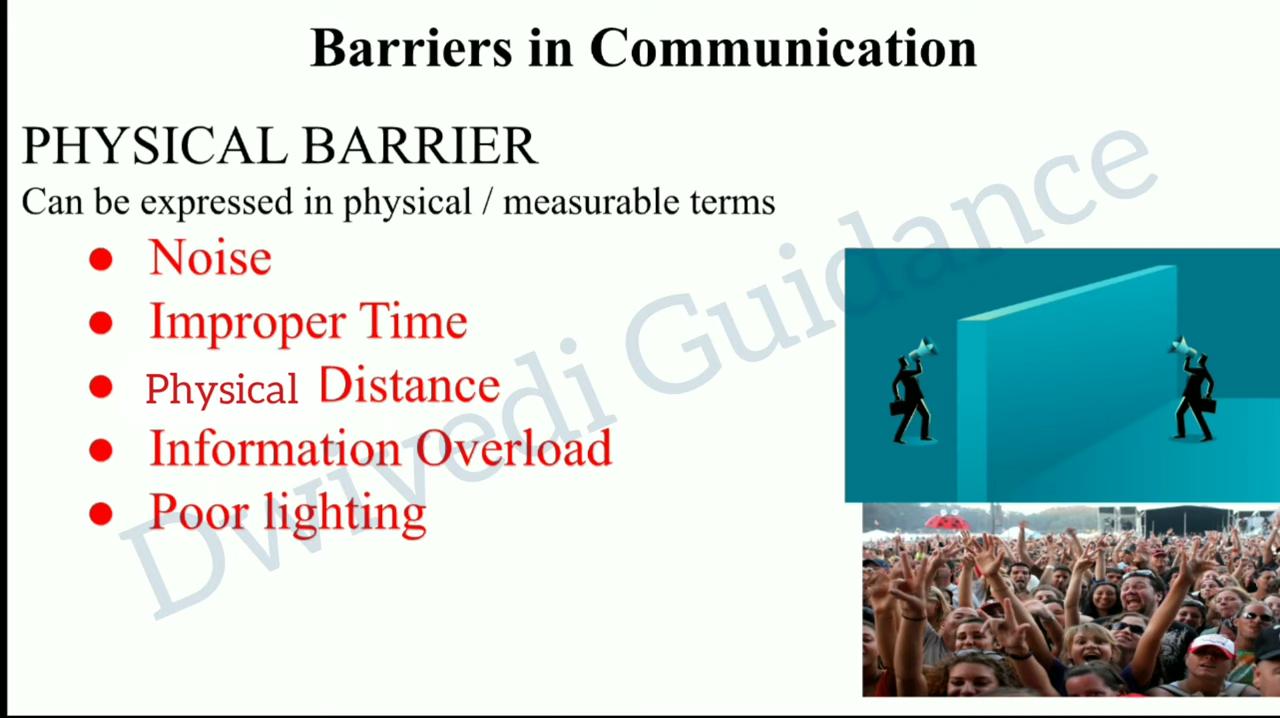 Barriers in Communication
PHYSICAL BARRIER
Can be expressed in physical / measurable terms
● Noise
● Improper Time
● Physical Distance
● Information Overload
● Poor lighting
Dwivedi Guidance